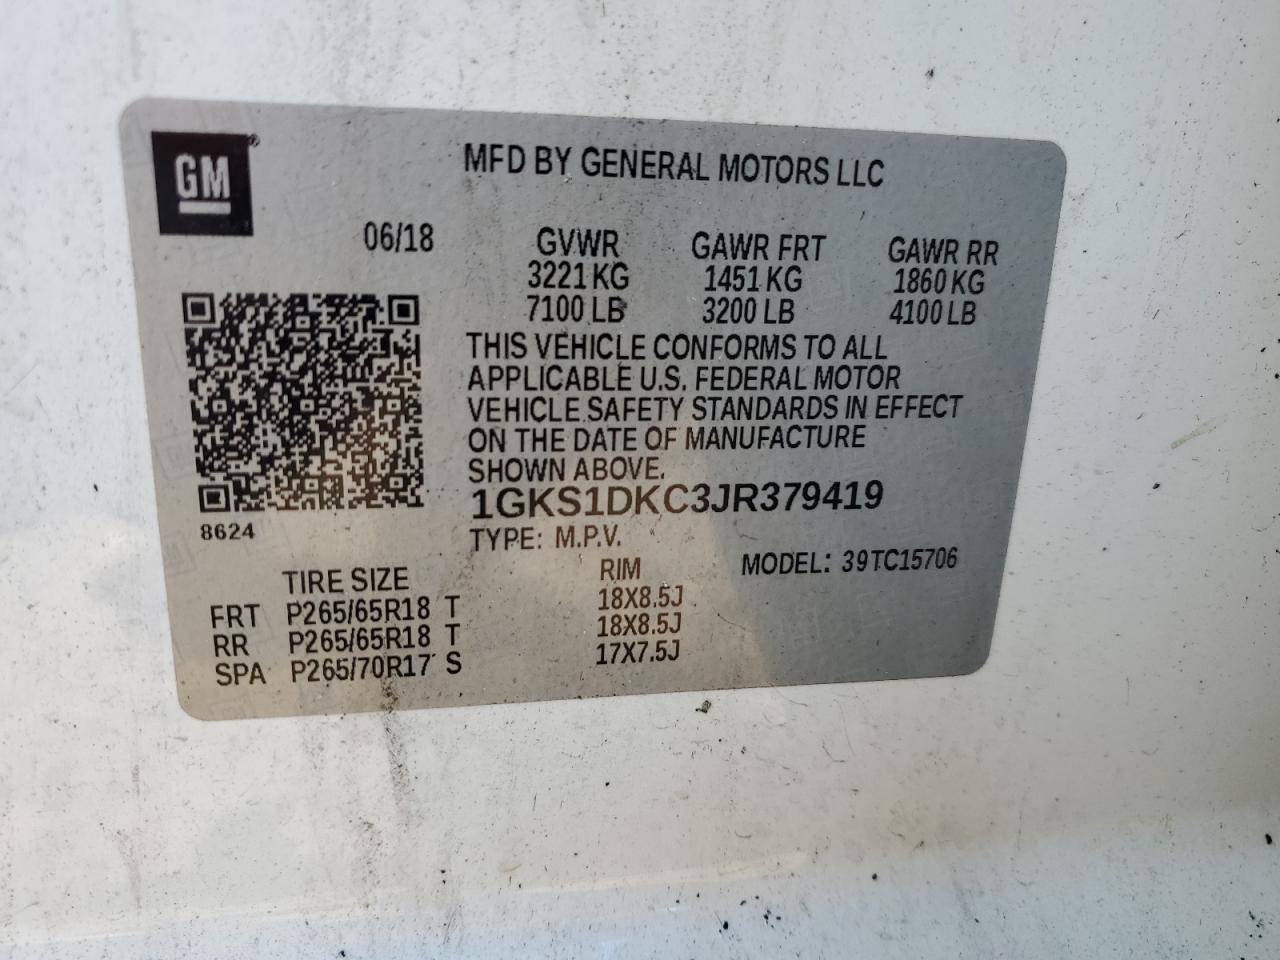 GM
MFD BY GENERAL MOTORS LLC
06/18
GVWR GAWR FRT GAWR RR
3221 KG 1451 KG 1860 KG
7100 LB 3200 LB 4100 LB
THIS VEHICLE CONFORMS TO ALL
APPLICABLE U.S. FEDERAL MOTOR
VEHICLE SAFETY STANDARDS IN EFFECT
ON THE DATE OF MANUFACTURE
SHOWN ABOVE.
1GKS1DKC3JR379419
8624
TYPE: M.P.V.
MODEL: 39TC15706
TIRE SIZE RIM
FRT P265/65R18 T 18X8.5J
RR P265/65R18 T 18X8.5J
SPA P265/70R17 S 17X7.5J